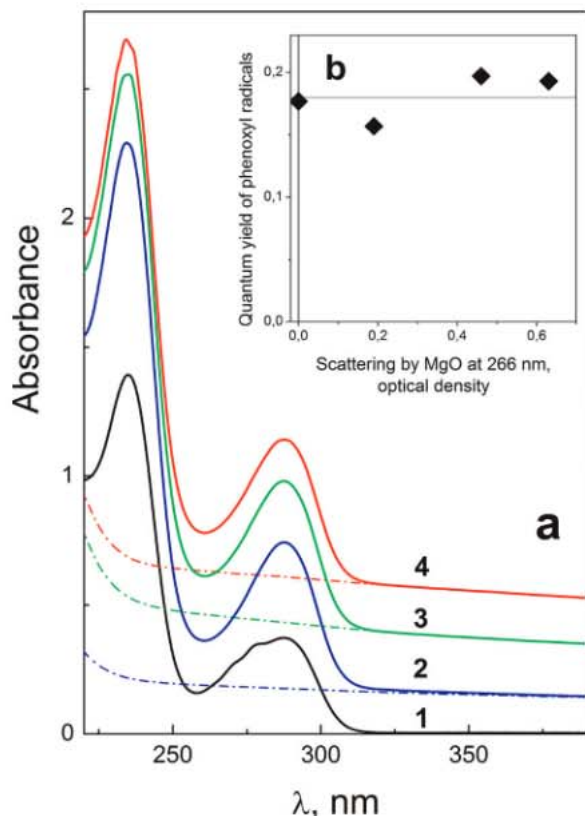 Absorbance
2
1
0
250
300
350
λ, nm
a
4
3
2
1
b
Quantum yield of phenoxyl radicals
0,2
0,1
0,0
0,0
0,2
0,4
0,6
Scattering by MgO at 266 nm,
optical density